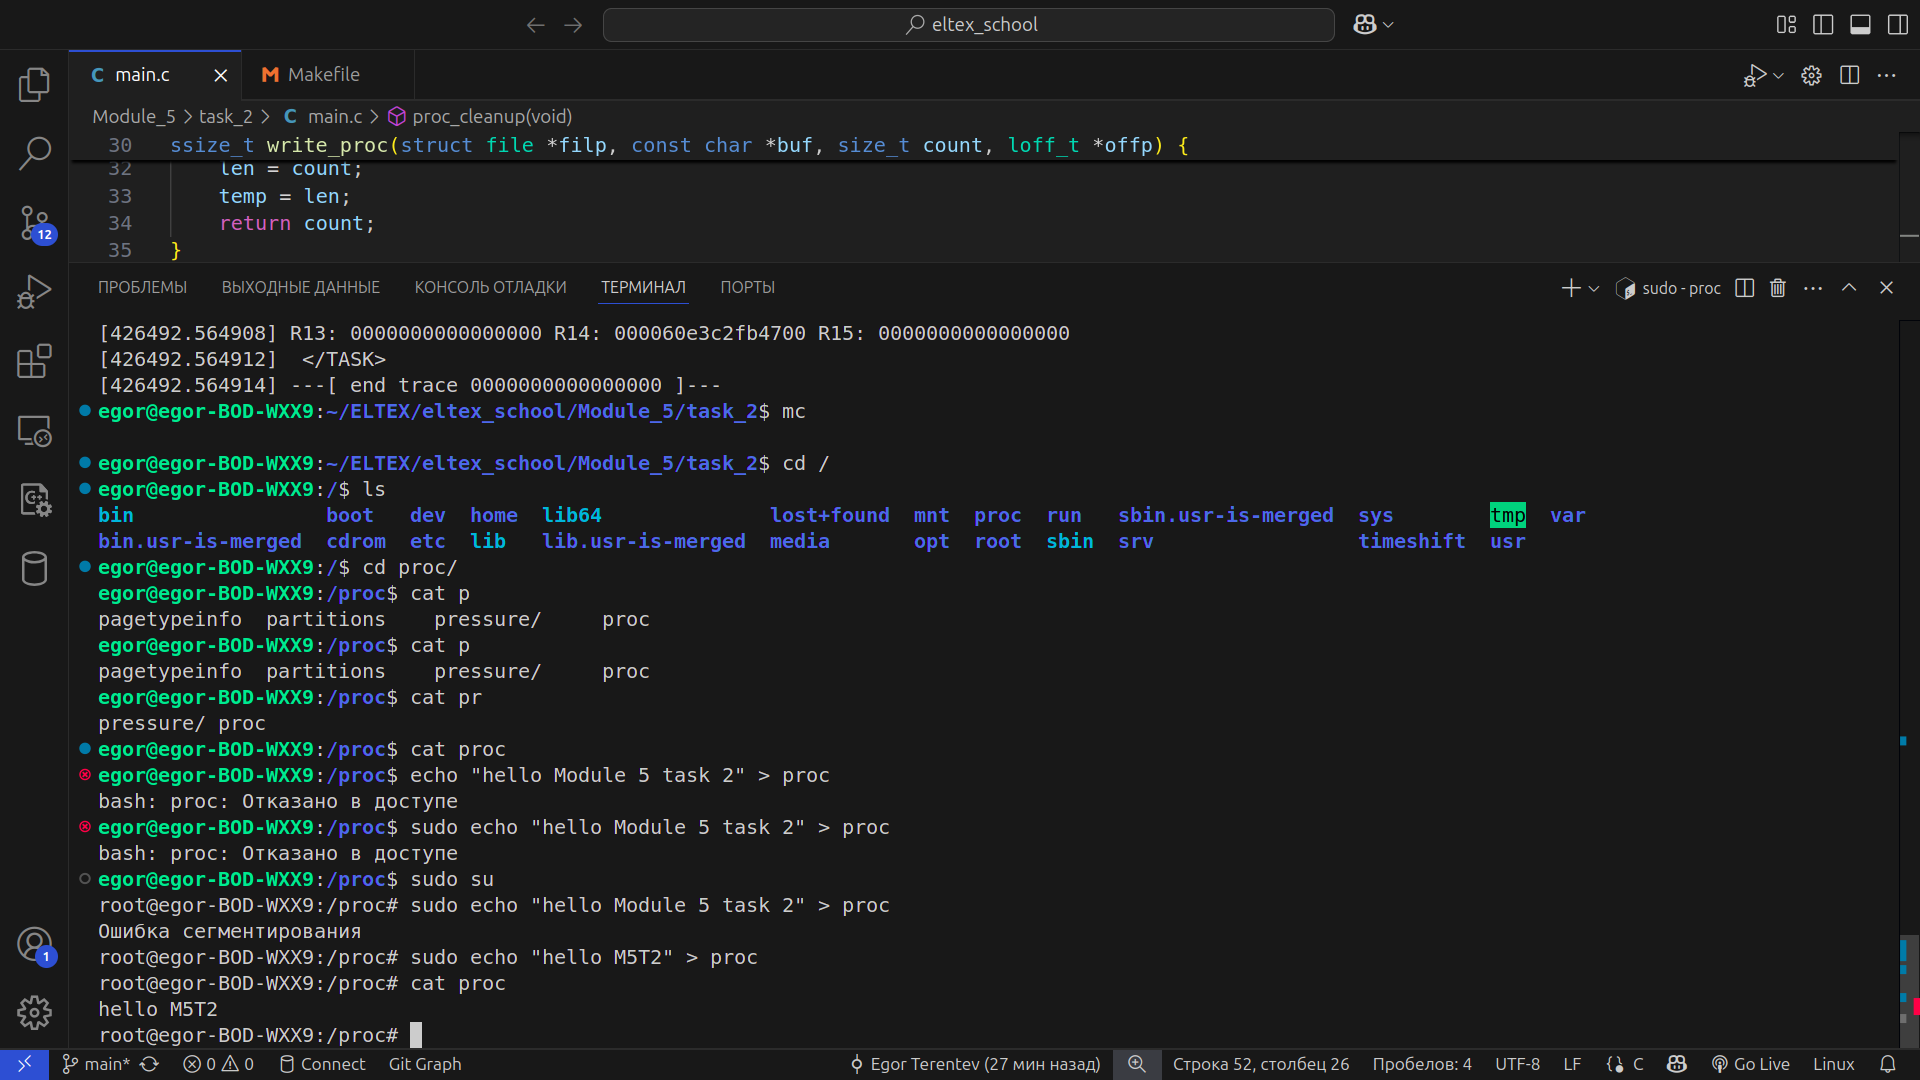 eltex_school
main.c
Makefile
Module_5 > task_2 > C main.c > proc_cleanup(void)
30 ssize_t write_proc(struct file *filp, const char *buf, size_t count, loff_t *offp) {
32 len = count;
33 temp = len;
34 return count;
35 }
12
ПРОБЛЕМЫ ВЫХОДНЫЕ ДАННЫЕ КОНСОЛЬ ОТЛАДКИ ТЕРМИНАЛ ПОРТЫ
sudo - proc
[426492.564908] R13: 0000000000000000 R14: 000060e3c2fb4700 R15: 0000000000000000
[426492.564912]  </TASK>
[426492.564914] ---[ end trace 0000000000000000 ]---
egor@egor-BOD-WXX9:~/ELTEX/eltex_school/Module_5/task_2$ mc
egor@egor-BOD-WXX9:~/ELTEX/eltex_school/Module_5/task_2$ cd /
egor@egor-BOD-WXX9:/$ ls
bin boot dev home lib64 lost+found mnt proc run sbin.usr-is-merged sys tmp var
bin.usr-is-merged cdrom etc lib lib.usr-is-merged media opt root sbin srv timeshift usr
egor@egor-BOD-WXX9:/$ cd proc/
egor@egor-BOD-WXX9:/proc$ cat p
pagetypeinfo partitions pressure/ proc
egor@egor-BOD-WXX9:/proc$ cat p
pagetypeinfo partitions pressure/ proc
egor@egor-BOD-WXX9:/proc$ cat pr
pressure/ proc
egor@egor-BOD-WXX9:/proc$ cat proc
egor@egor-BOD-WXX9:/proc$ echo "hello Module 5 task 2" > proc
bash: proc: Отказано в доступе
egor@egor-BOD-WXX9:/proc$ sudo echo "hello Module 5 task 2" > proc
bash: proc: Отказано в доступе
egor@egor-BOD-WXX9:/proc$ sudo su
root@egor-BOD-WXX9:/proc# sudo echo "hello Module 5 task 2" > proc
Ошибка сегментирования
root@egor-BOD-WXX9:/proc# sudo echo "hello M5T2" > proc
root@egor-BOD-WXX9:/proc# cat proc
hello M5T2
root@egor-BOD-WXX9:/proc#
1
main* 0 0 Connect Git Graph Egor Terentev (27 мин назад) Строка 52, столбец 26 Пробелов: 4 UTF-8 LF {} C Go Live Linux